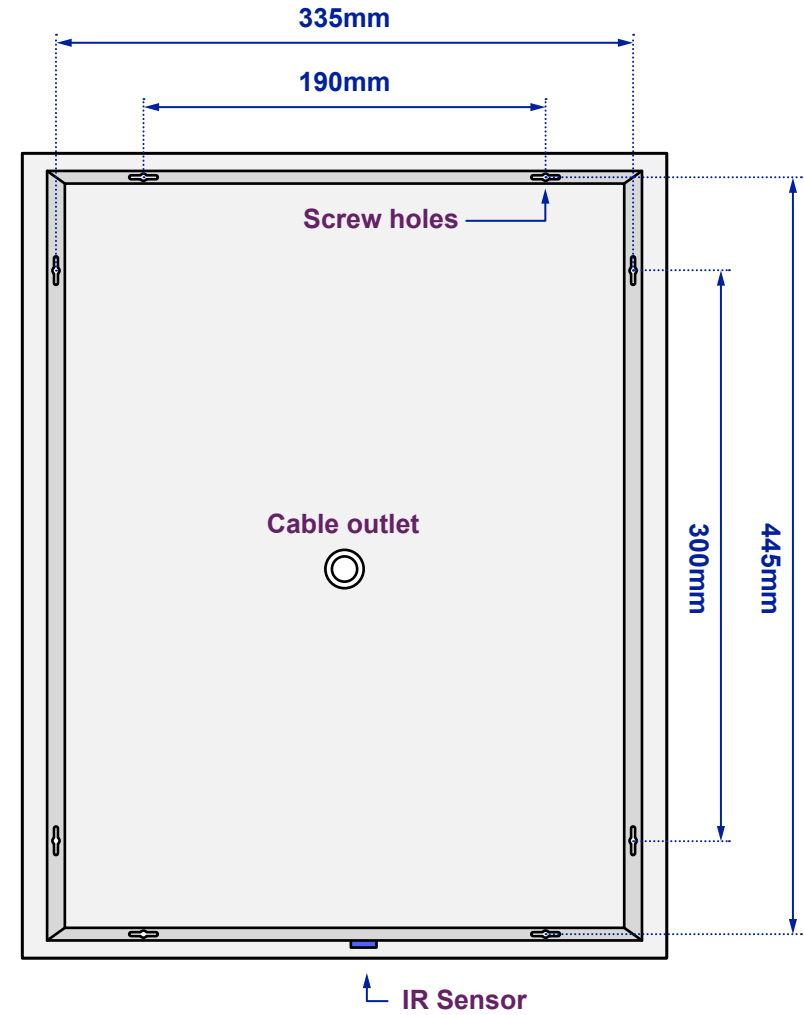 335mm
190mm
Screw holes
Cable outlet
300mm
445mm
IR Sensor